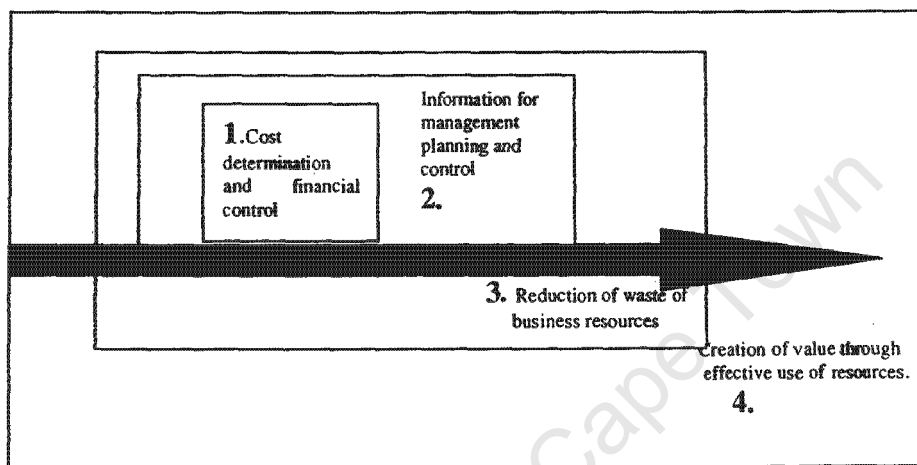 1.Cost
determination
and financial
control
Information for
management
planning and
control
2.
3. Reduction of waste of
business resources
Creation of value through
effective use of resources.
4.
Cape Town